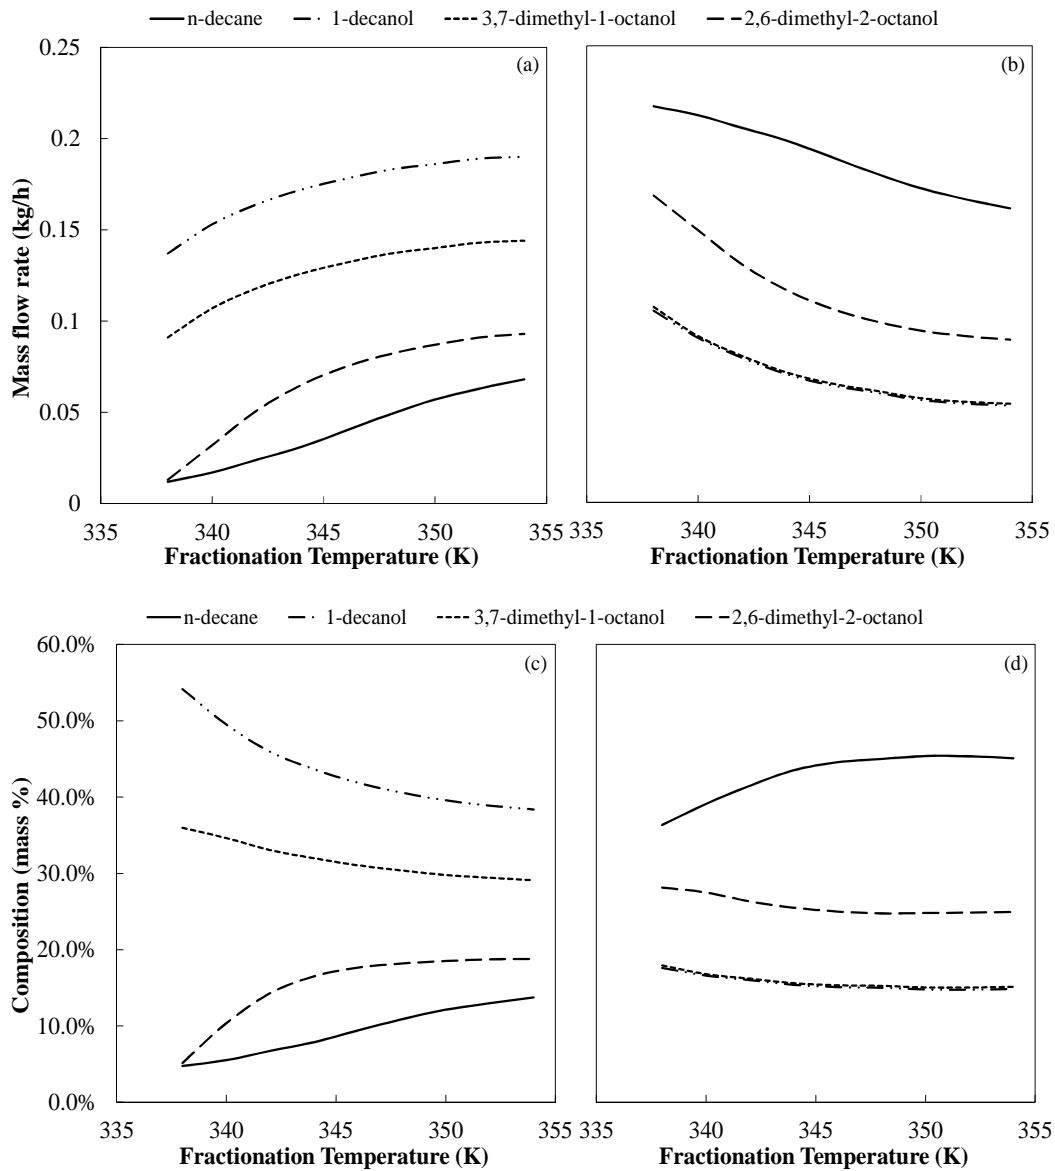 n-decane 1-decanol 3,7-dimethyl-1-octanol 2,6-dimethyl-2-octanol
(a) (b)
Mass flow rate (kg/h)
0.25
0.2
0.15
0.1
0.05
0
335 340 345 350 355
335 340 345 350 355
Fractionation Temperature (K) Fractionation Temperature (K)
n-decane 1-decanol 3,7-dimethyl-1-octanol 2,6-dimethyl-2-octanol
(c) (d)
Composition (mass %)
60.0%
50.0%
40.0%
30.0%
20.0%
10.0%
0.0%
335 340 345 350 355
335 340 345 350 355
Fractionation Temperature (K) Fractionation Temperature (K)